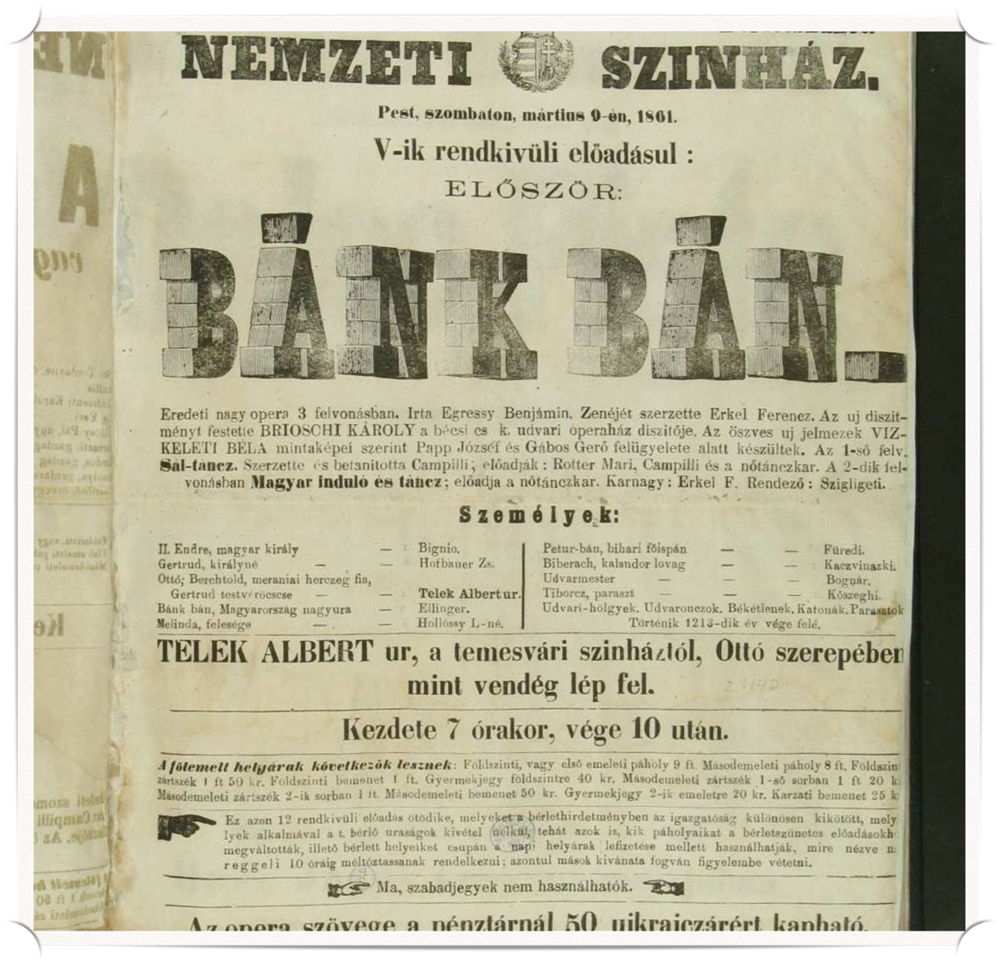 NEMZETI SZINHÁZ.
Pest, szombaton, mártius 9-én, 1861.
V-ik rendkivüli előadásul :
ELŐSZÖR:
BÁNK BÁN.
Eredeti nagy opera 3 felvonásban. Irta Egressy Benjámin. Zenéjét szerzette Erkel Ferencz. Az uj diszit-
ményt festette BRIOSCHI KÁROLY a bécsi cs k. udvari operaház diszitője. Az öszves uj jelmezek VIZ-
KELETI BÉLA mintaképei szerint Papp József és Gábos Gerő felügyelete alatt készültek. Az 1-ső felv.
Sál-táncz. Szerzette és betanitotta Campilli; előadják : Rotter Mari, Campilli és a nőtánczkar. A 2-dik fel-
vonásban Magyar induló és táncz; előadja a nőtánczkar. Karnagy: Erkel F. Rendező : Szigligeti.
Személyek:
II. Endre, magyar király — Bignio.
Gertrud, királyné — — Hofbauer Zs.
Ottó; Berchtold, meraniai herczeg fia,
Gertrud testvéröcscse — — Telek Albert ur.
Bánk bán, Magyarország nagyura — Ellinger.
Melinda, felesége — — Hollóssy L-né.
Petur-bán, bihari főispán — — Füredi.
Biberach, kalandor lovag — — Kaczvinszki.
Udvarmester — — — Bognár.
Tiborcz, paraszt — — — Kőszeghi.
Udvari-hölgyek. Udvaronczok. Békétlenek. Katonák. Parasztok
Történik 1213-dik év vége felé.
TELEK ALBERT ur, a temesvári szinháztól, Ottó szerepében
mint vendég lép fel.
Kezdete 7 órakor, vége 10 után.
A fölemelt helyárak következők lesznek: Földszinti, vagy első emeleti páholy 9 ft. Másodemeleti páholy 8 ft. Földszin
zártszék 1 ft 50 kr. Földszinti bemenet 1 ft. Gyermekjegy földszintre 40 kr. Másodemeleti zártszék 1-ső sorban 1 ft 20 k
Másodemeleti zártszék 2-ik sorban 1 ft. Másodemeleti bemenet 50 kr. Gyermekjegy 2-ik emeletre 20 kr. Karzati bemenet 25 k
Ez azon 12 rendkivüli előadás ötödike, melyeket a bérlethirdetményben az igazgatóság különösen kikötött, mely
lyek alkalmával a t. bérlő uraságok kivétel nélkül, tehát azok is, kik páholyaikat a bérletszünetes előadásokh
megváltották, illető bérlett helyeiket csupán a napi helyárak lefizetése mellett használhatják, mire nézve
reggeli 10 óráig méltóztassanak rendelkezni; azontul mások kivánata fogván figyelembe vétetni.
Ma, szabadjegyek nem használhatók.
Az opera szövege a pénztárnál 50 ujkrajczárért kapható.